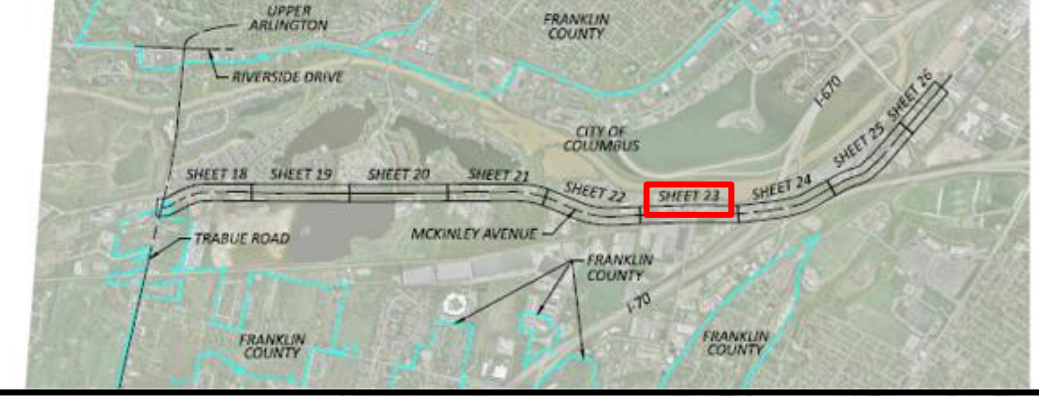 UPPER
ARLINGTON
FRANKLIN
COUNTY
RIVERSIDE DRIVE
I-670
SHEET 26
CITY OF
COLUMBUS
SHEET 25
SHEET 18
SHEET 19
SHEET 20
SHEET 21
SHEET 22
SHEET 23
SHEET 24
TRABUE ROAD
MCKINLEY AVENUE
FRANKLIN
COUNTY
I-70
FRANKLIN
COUNTY
FRANKLIN
COUNTY